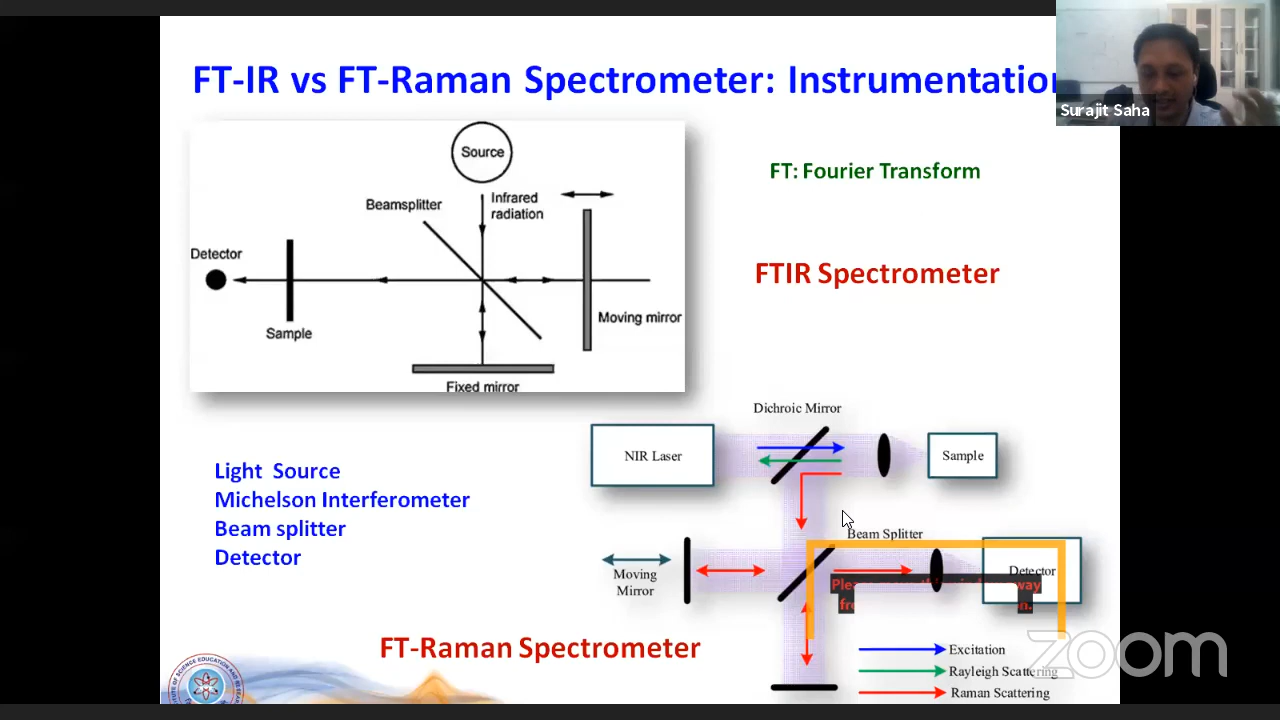 FT-IR vs FT-Raman Spectrometer: Instrumentation
Surajit Saha
Source
Infrared
radiation
Beamsplitter
Detector
Sample
Moving mirror
Fixed mirror
FT: Fourier Transform
FTIR Spectrometer
Light Source
Michelson Interferometer
Beam splitter
Detector
Dichroic Mirror
NIR Laser
Sample
Beam Splitter
Moving
Mirror
Detector
Excitation
Rayleigh Scattering
Raman Scattering
FT-Raman Spectrometer
zoom